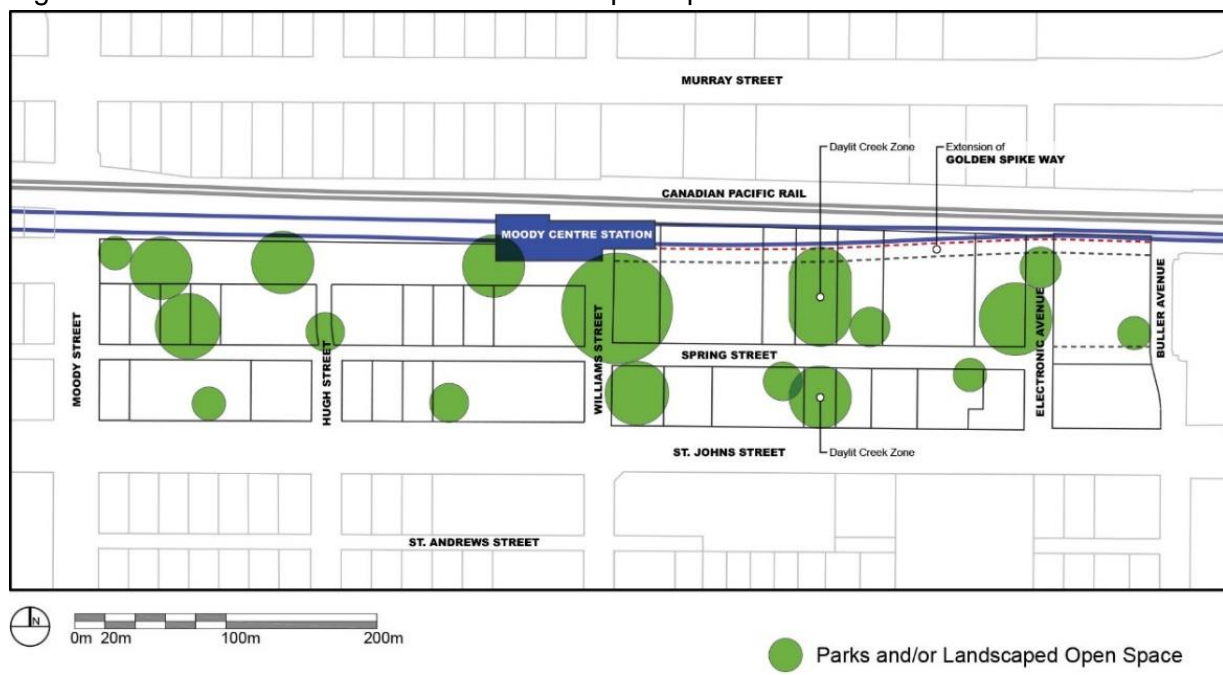 MURRAY STREET
Daylit Creek Zone
Extension of
GOLDEN SPIKE WAY
CANADIAN PACIFIC RAIL
MOODY CENTRE STATION
MOODY STREET
HUGH STREET
WILLIAMS STREET
SPRING STREET
ELECTRONIC AVENUE
BULLER AVENUE
ST. JOHNS STREET
Daylit Creek Zone
ST. ANDREWS STREET
N
0m 20m 100m 200m
Parks and/or Landscaped Open Space